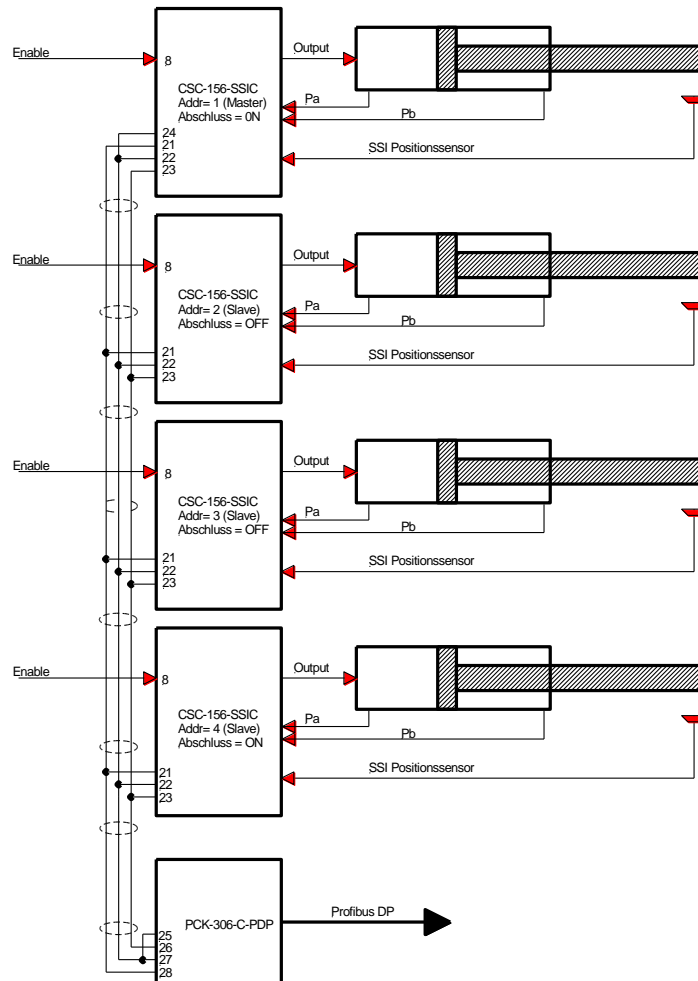 Enable
8
Output
CSC-156-SSIC
Addr= 1 (Master)
Abschluss = 0N
Pa
Pb
24
21
22
23
SSI Positionssensor
Enable
8
Output
CSC-156-SSIC
Addr= 2 (Slave)
Abschluss = OFF
Pa
Pb
21
22
23
SSI Positionssensor
Enable
8
Output
CSC-156-SSIC
Addr= 3 (Slave)
Abschluss = OFF
Pa
Pb
21
22
23
SSI Positionssensor
Enable
8
Output
CSC-156-SSIC
Addr= 4 (Slave)
Abschluss = ON
Pa
Pb
21
22
23
SSI Positionssensor
PCK-306-C-PDP
Profibus DP
25
26
27
28